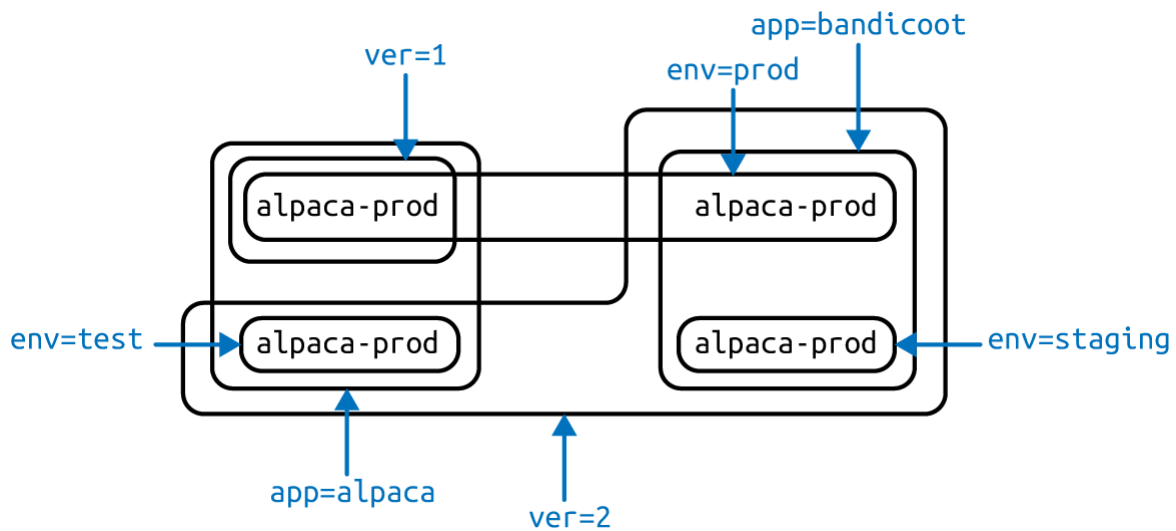 app=bandicoot
ver=1
env=prod
alpaca-prod
alpaca-prod
env=test
alpaca-prod
alpaca-prod
env=staging
app=alpaca
ver=2